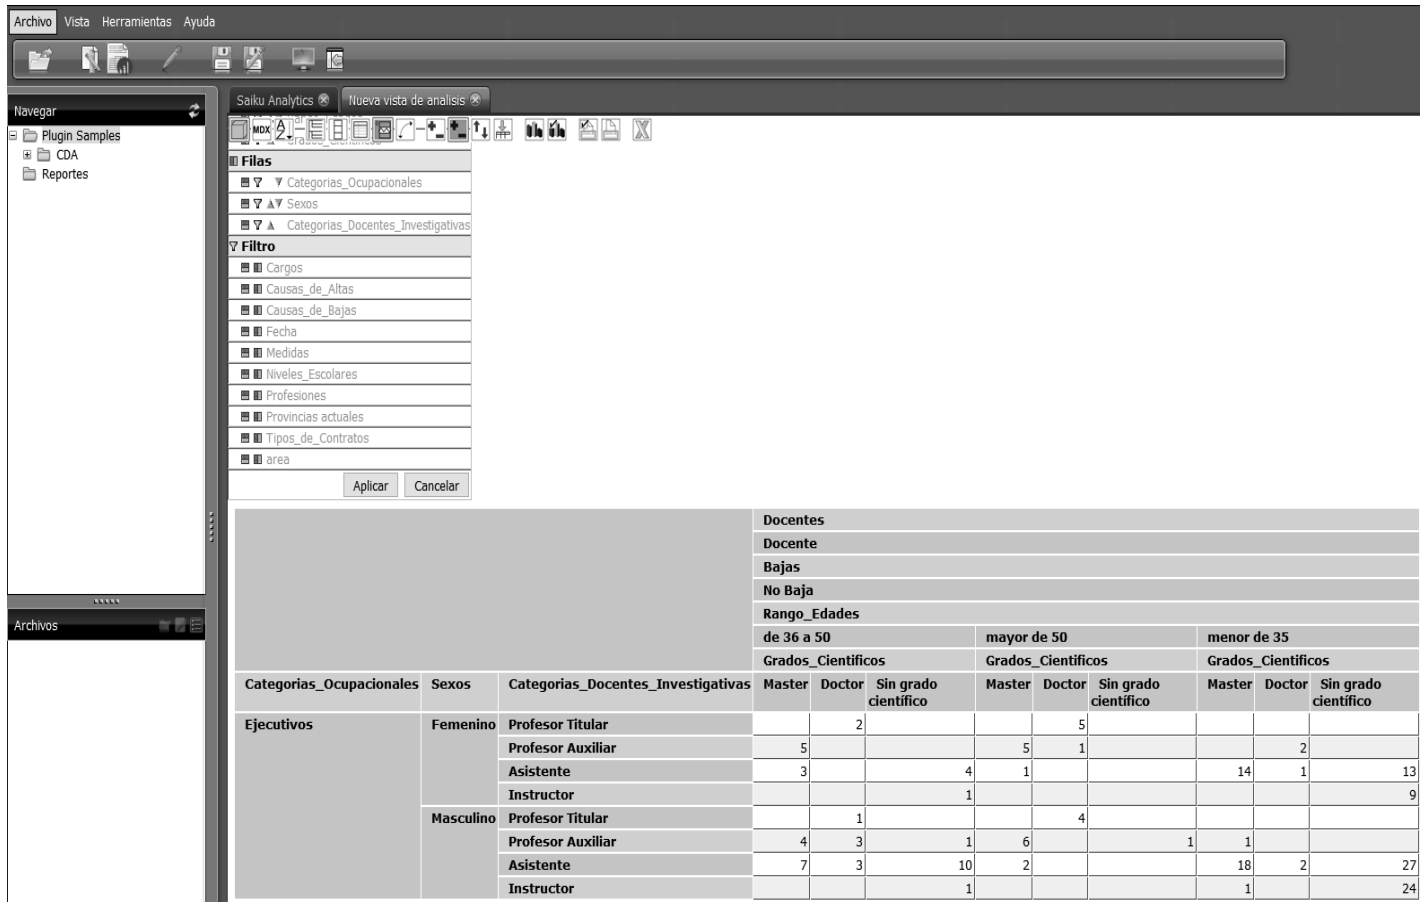 Archivo Vista Herramientas Ayuda
Navegar
Plugin Samples
CDA
Reportes
Archivos
Saiku Analytics Nueva vista de analisis
MDX
Grados_Cientificos
Filas
Categorias_Ocupacionales
Sexos
Categorias_Docentes_Investigativas
Filtro
Cargos
Causas_de_Altas
Causas_de_Bajas
Fecha
Medidas
Niveles_Escolares
Profesiones
Provincias actuales
Tipos_de_Contratos
area
Aplicar Cancelar
Docentes
Docente
Bajas
No Baja
Rango_Edades
de 36 a 50 mayor de 50 menor de 35
Grados_Cientificos Grados_Cientificos Grados_Cientificos
Categorias_Ocupacionales Sexos Categorias_Docentes_Investigativas Master Doctor Sin grado científico Master Doctor Sin grado científico Master Doctor Sin grado científico
Ejecutivos Femenino Profesor Titular 2 5
Profesor Auxiliar 5 5 1 2
Asistente 3 4 1 14 1 13
Instructor 1 9
Masculino Profesor Titular 1 4
Profesor Auxiliar 4 3 1 6 1 1
Asistente 7 3 10 2 18 2 27
Instructor 1 1 24